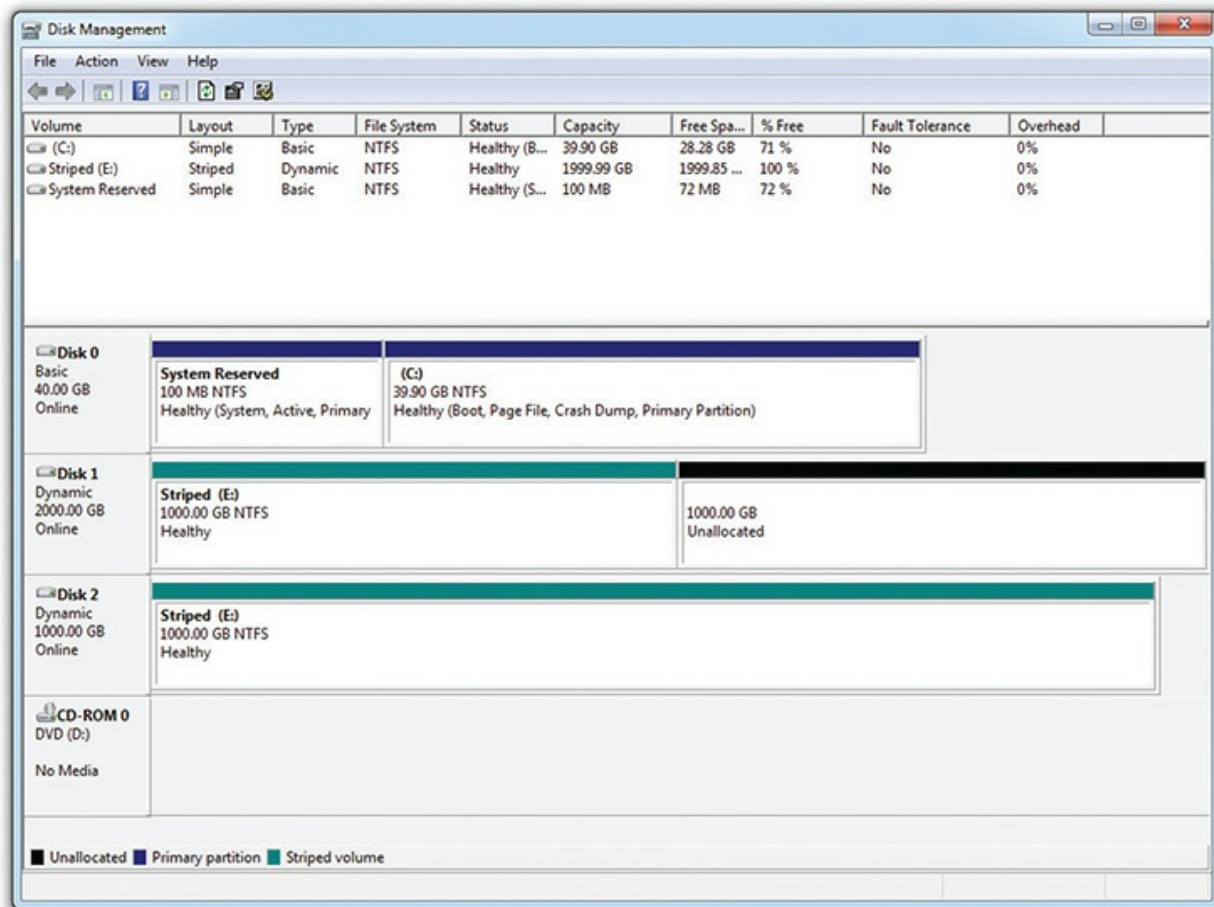 Disk Management
File Action View Help
Volume Layout Type File System Status Capacity Free Spa... % Free Fault Tolerance Overhead
(C:) Simple Basic NTFS Healthy (B... 39.90 GB 28.28 GB 71 % No 0%
Striped (E:) Striped Dynamic NTFS Healthy 1999.99 GB 1999.85 ... 100 % No 0%
System Reserved Simple Basic NTFS Healthy (S... 100 MB 72 MB 72 % No 0%
Disk 0
Basic
40.00 GB
Online
System Reserved
100 MB NTFS
Healthy (System, Active, Primary
(C:)
39.90 GB NTFS
Healthy (Boot, Page File, Crash Dump, Primary Partition)
Disk 1
Dynamic
2000.00 GB
Online
Striped (E:)
1000.00 GB NTFS
Healthy
1000.00 GB
Unallocated
Disk 2
Dynamic
1000.00 GB
Online
Striped (E:)
1000.00 GB NTFS
Healthy
CD-ROM 0
DVD (D:)
No Media
Unallocated Primary partition Striped volume